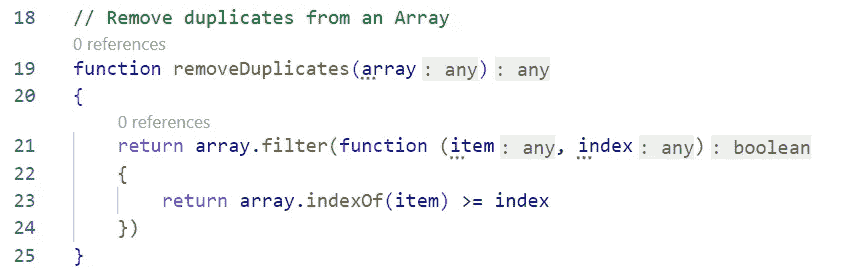 18 // Remove duplicates from an Array
0 references
19 function removeDuplicates(array : any) : any
20 {
0 references
21 return array.filter(function (item : any, index : any) : boolean
22 {
23 return array.indexOf(item) >= index
24 })
25 }